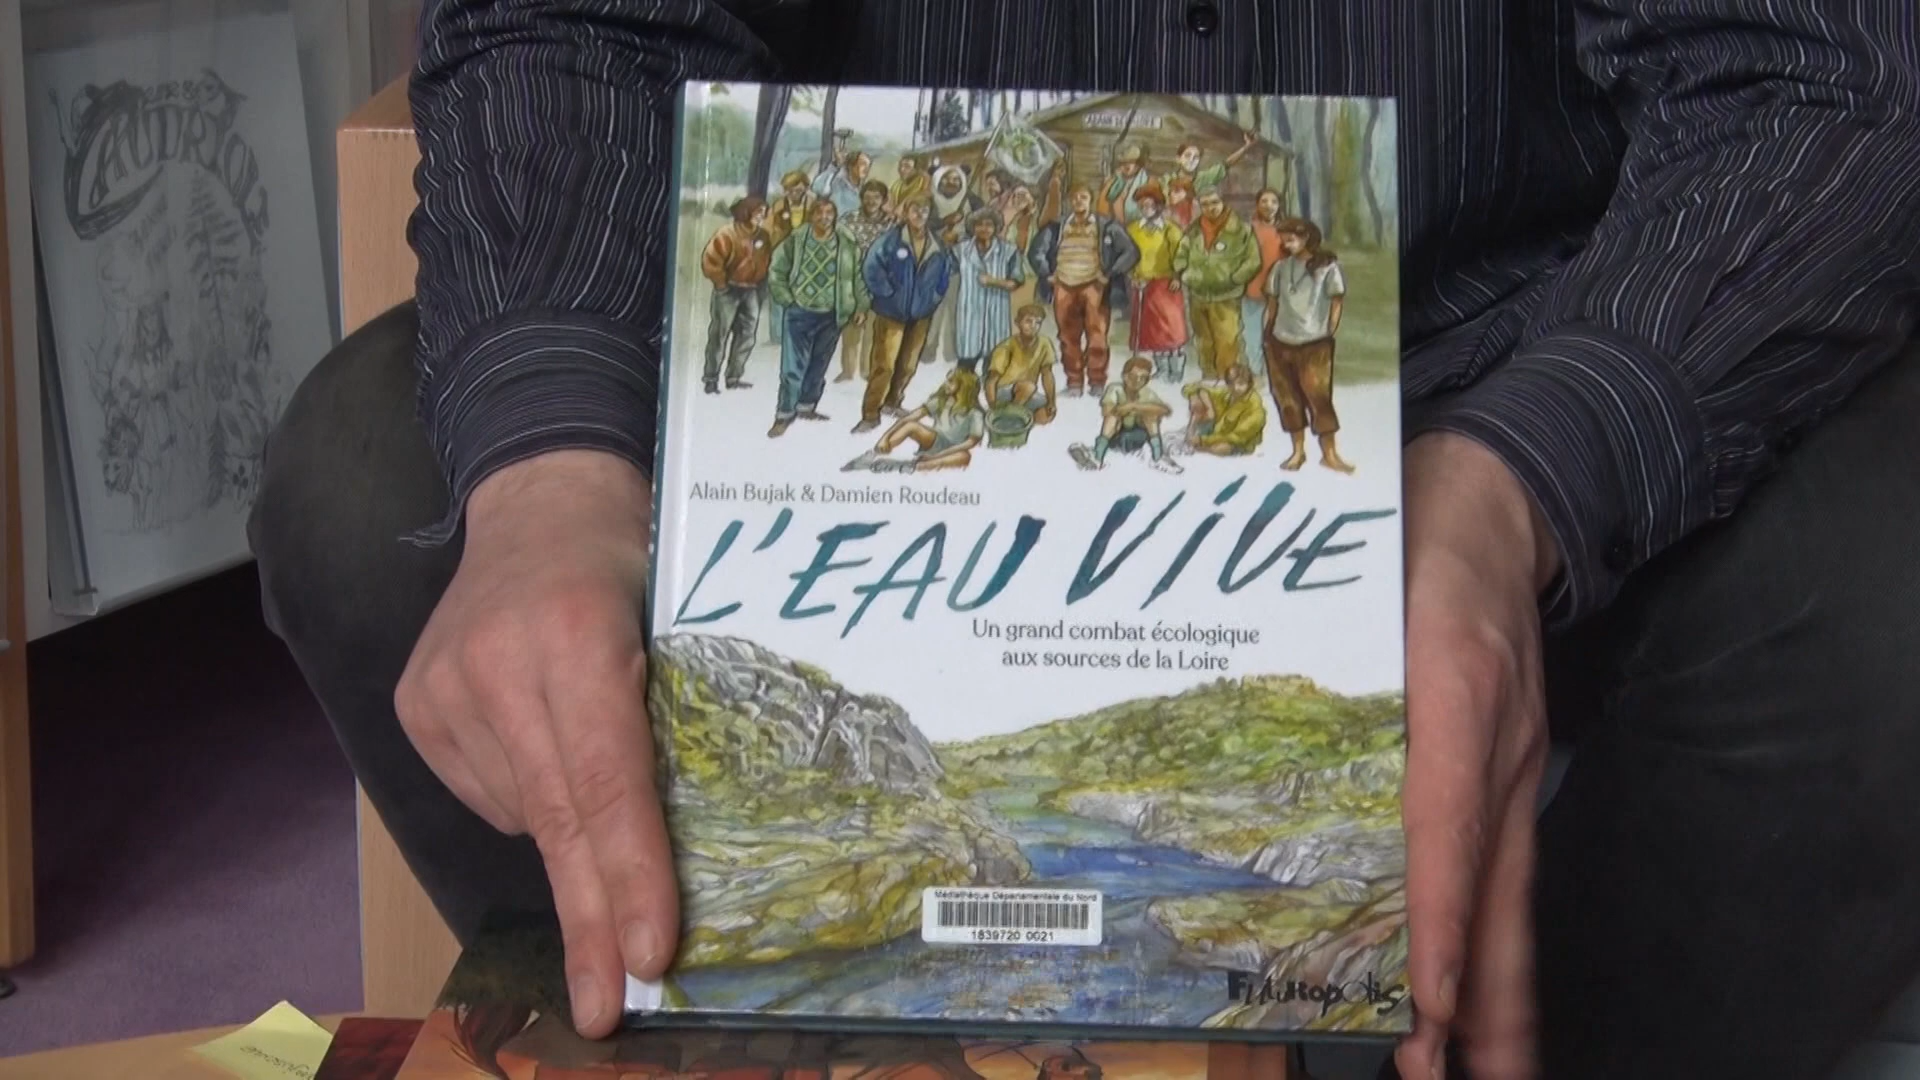 Alain Bujak & Damien Roudeau
L'EAU ViVE
Un grand combat écologique
aux sources de la Loire
Médiathèque Départementale du Nord
1839720 0021
Futuropolis